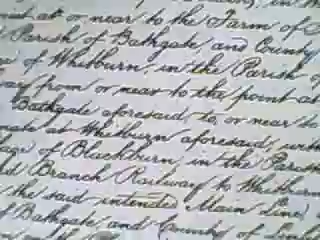 at or near to the Farm of
Parish of Bathgate, and County
of Whitburn, in the Parish of
from or near to the point
Bathgate aforesaid, to, or near to
at Whitburn aforesaid, with
of Blackburn, in the Parish
Branch Railway to Whitburn
the said intended Main Line,
of Bathgate and County of